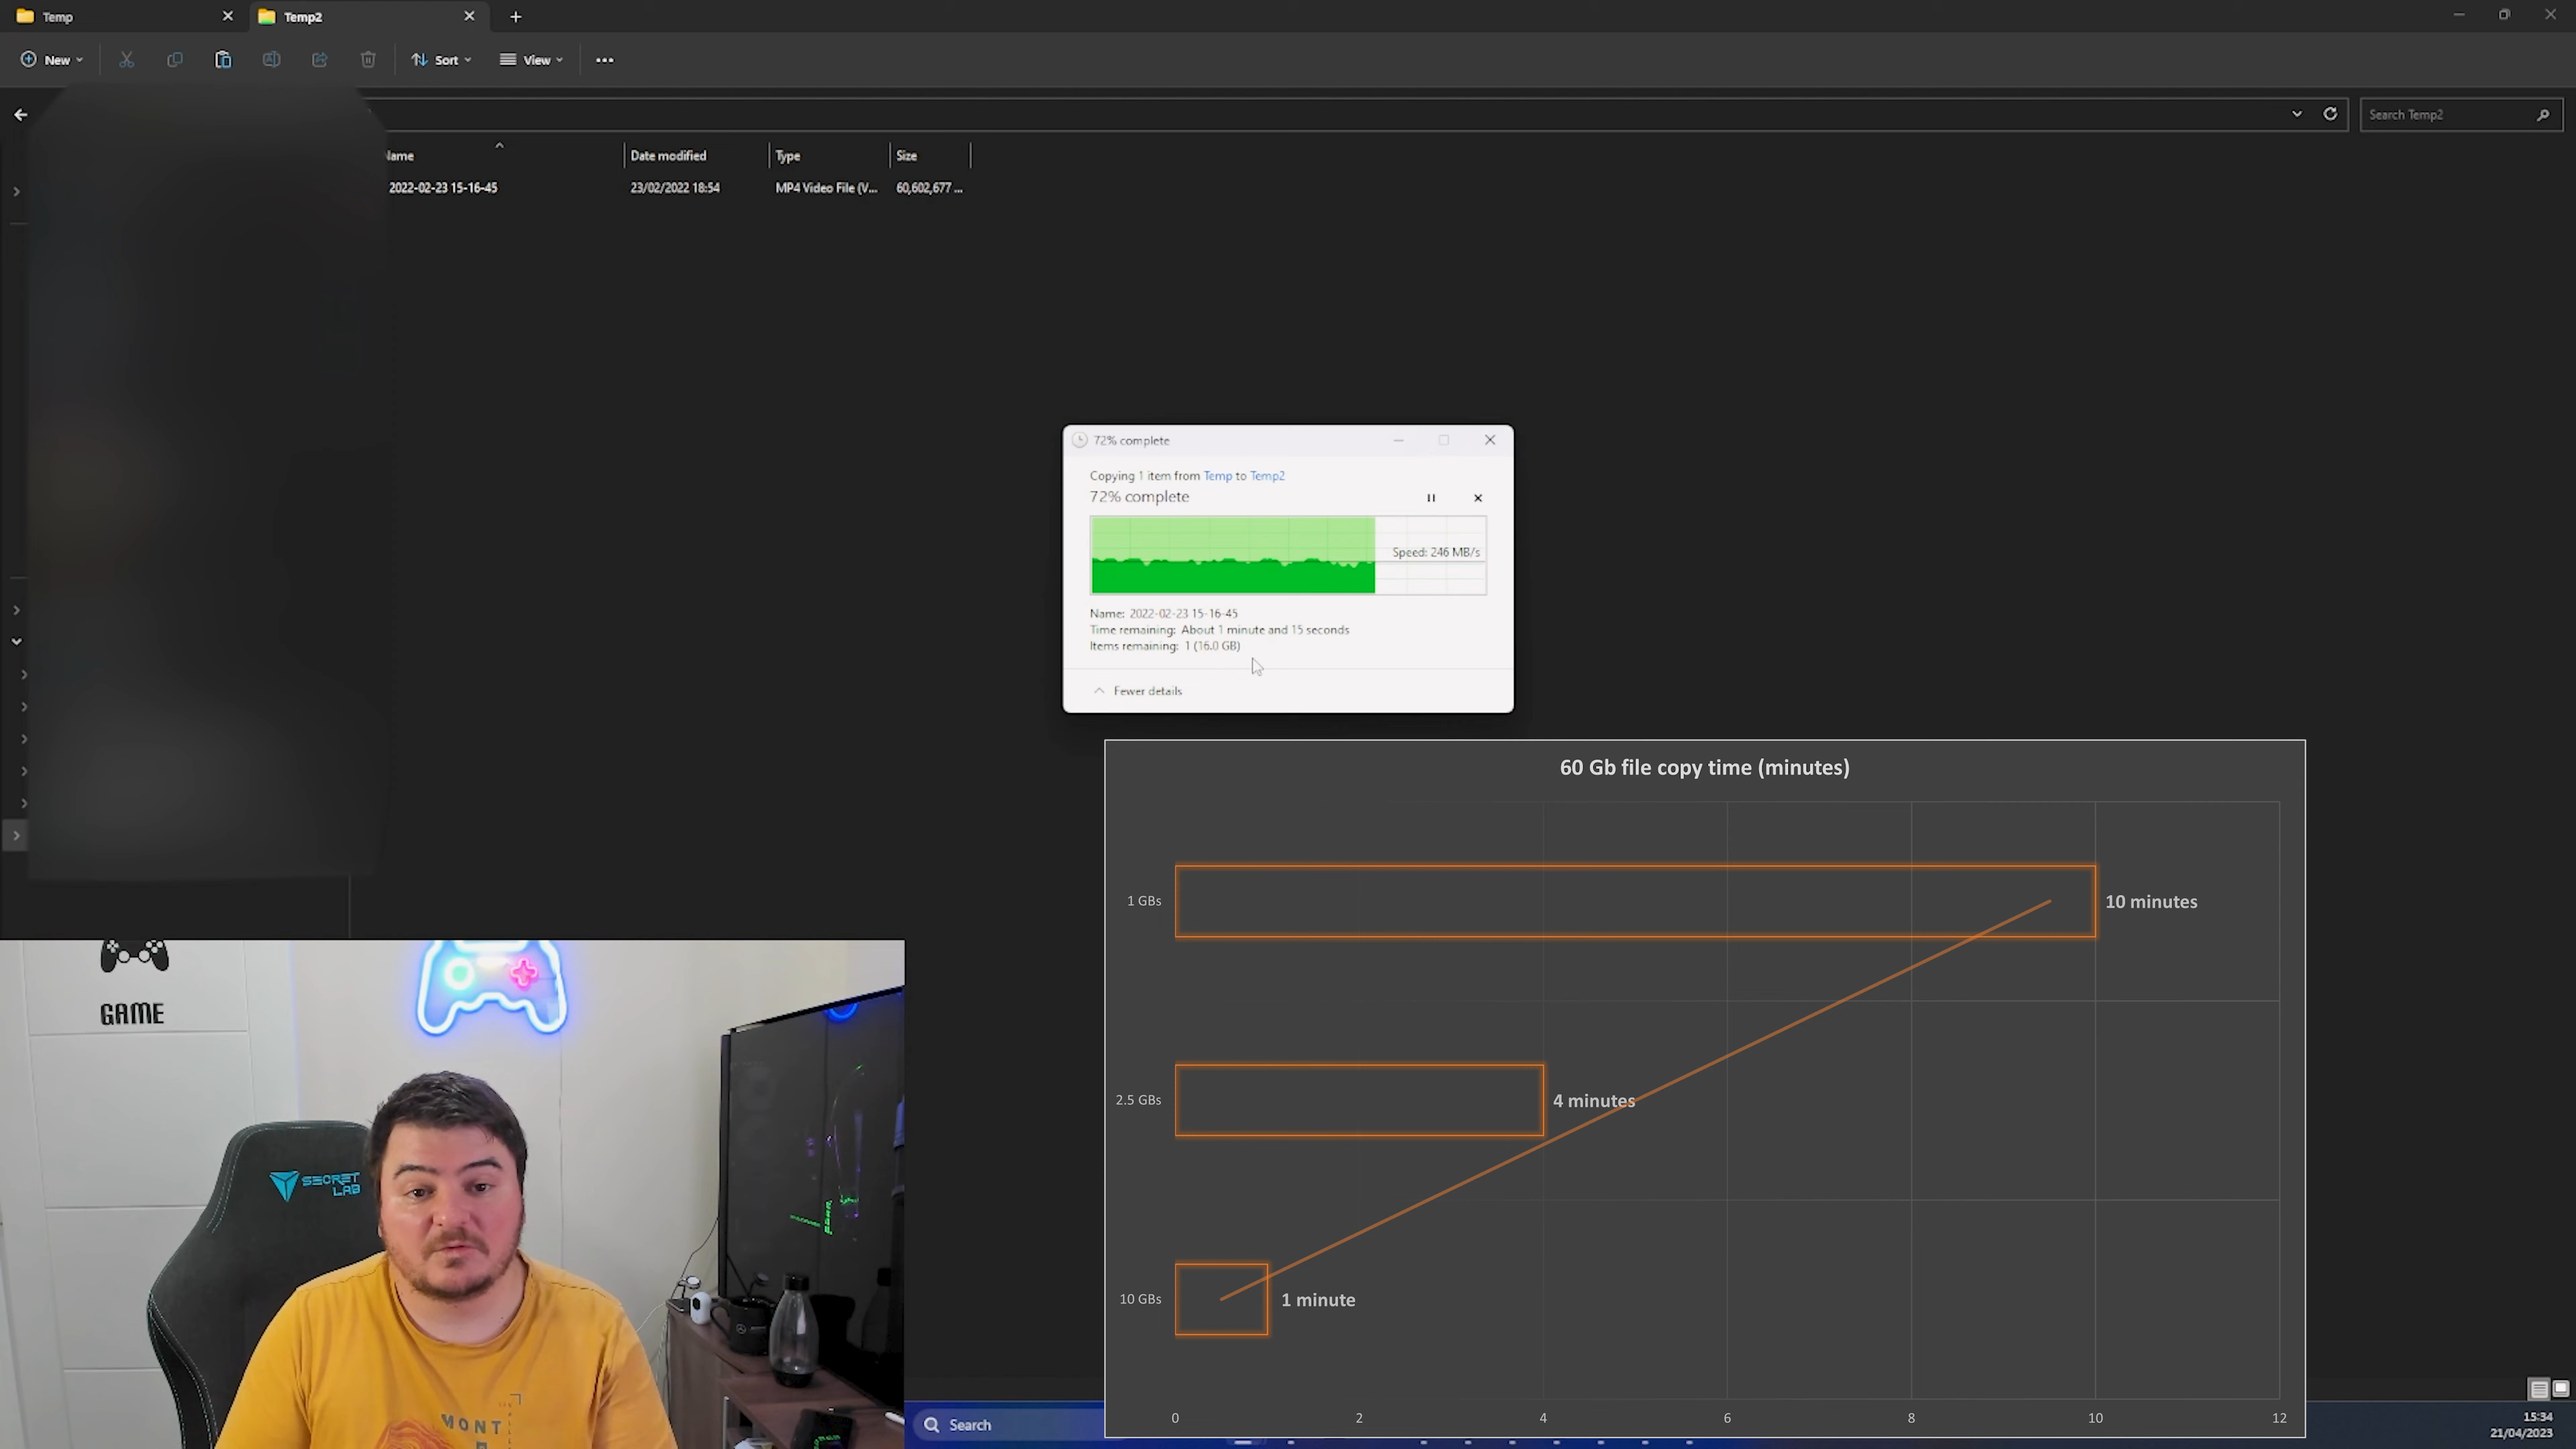 Temp
Temp2
New
Sort
View
Search Temp2
Name
Date modified
Type
Size
2022-02-23 15-16-45
23/02/2022 18:54
MP4 Video File (V...
60,602,677 ...
72% complete
Copying 1 item from Temp to Temp2
72% complete
Speed: 246 MB/s
Name: 2022-02-23 15-16-45
Time remaining: About 1 minute and 15 seconds
Items remaining: 1 (16.0 GB)
Fewer details
60 Gb file copy time (minutes)
1 GBs
10 minutes
2.5 GBs
4 minutes
10 GBs
1 minute
0 2 4 6 8 10 12
GAME
SECRET
LAB
MONT
Search
15:34
21/04/2023